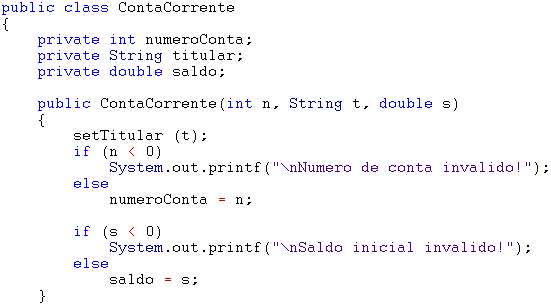 public class ContaCorrente
{
    private int numeroConta;
    private String titular;
    private double saldo;

    public ContaCorrente(int n, String t, double s)
    {
        setTitular (t);
        if (n < 0)
            System.out.printf("\nNumero de conta invalido!");
        else
            numeroConta = n;

        if (s < 0)
            System.out.printf("\nSaldo inicial invalido!");
        else
            saldo = s;
    }